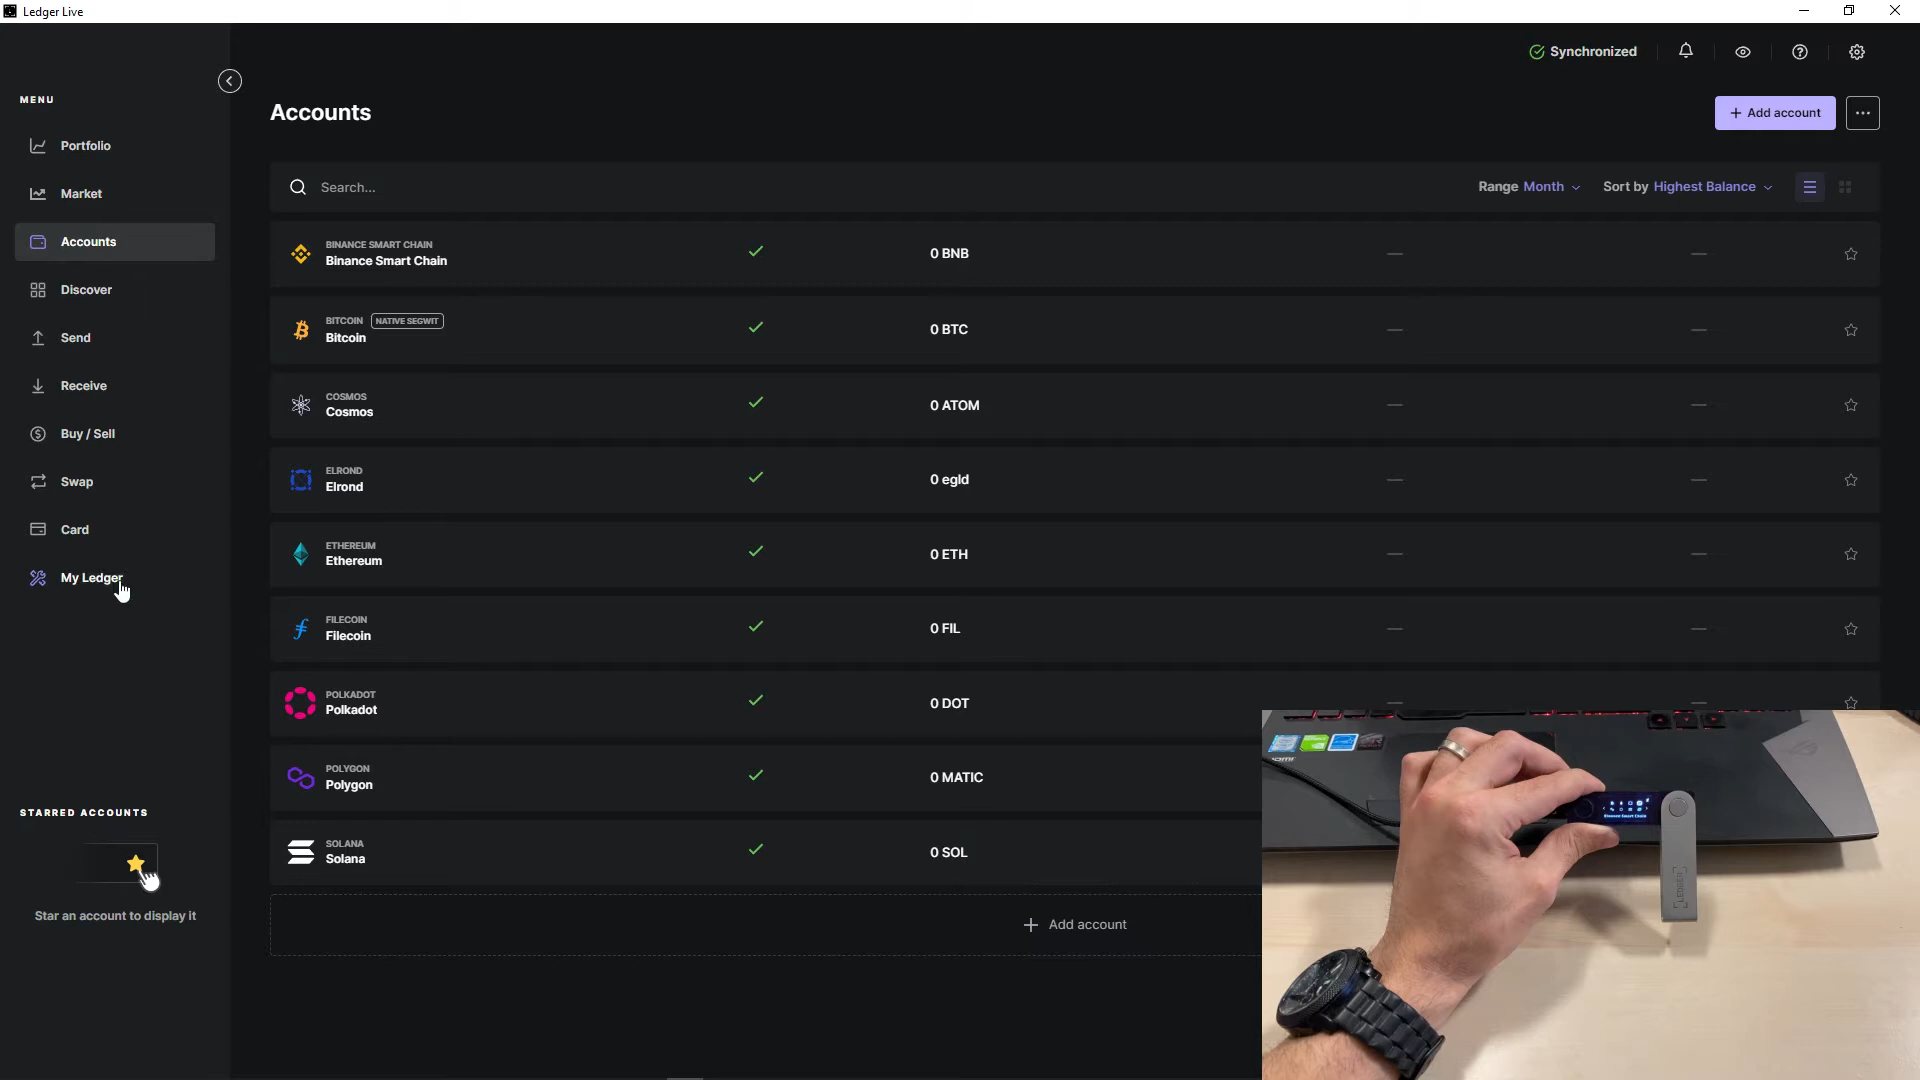 Ledger Live
Synchronized
MENU
Accounts
+ Add account
Portfolio
Market
Accounts
Discover
Send
Receive
Buy / Sell
Swap
Card
My Ledger
Search...
Range Month
Sort by Highest Balance
BINANCE SMART CHAIN
Binance Smart Chain
0 BNB
BITCOIN NATIVE SEGWIT
Bitcoin
0 BTC
COSMOS
Cosmos
0 ATOM
ELROND
Elrond
0 egld
ETHEREUM
Ethereum
0 ETH
FILECOIN
Filecoin
0 FIL
POLKADOT
Polkadot
0 DOT
POLYGON
Polygon
0 MATIC
SOLANA
Solana
0 SOL
+ Add account
STARRED ACCOUNTS
Star an account to display it
Binance Smart Chain
LEDGER